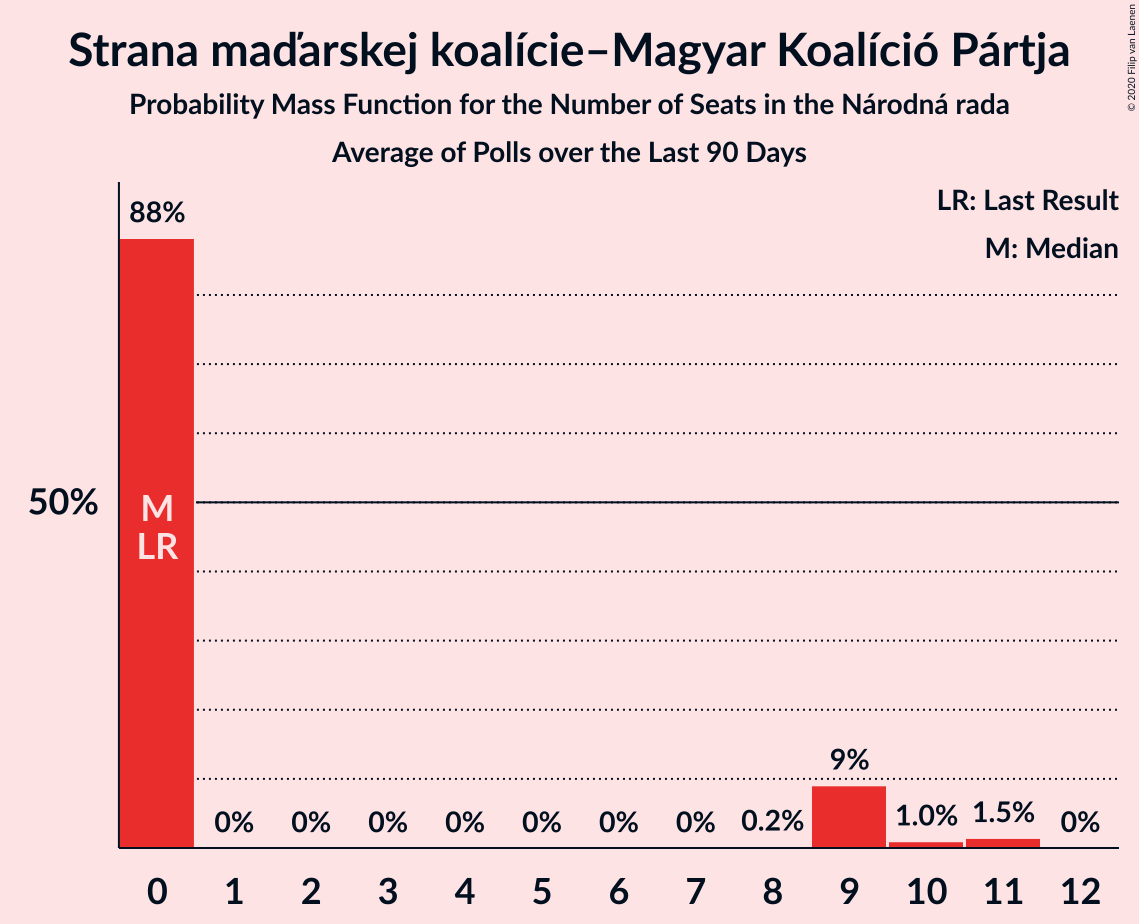 Strana maďarskej koalície–Magyar Koalíció Pártja
Probability Mass Function for the Number of Seats in the Národná rada
Average of Polls over the Last 90 Days
© 2020 Filip van Laenen
LR: Last Result
M: Median
88%
50%
M
LR
0% 0% 0% 0% 0% 0% 0% 0.2% 9% 1.0% 1.5% 0%
0 1 2 3 4 5 6 7 8 9 10 11 12